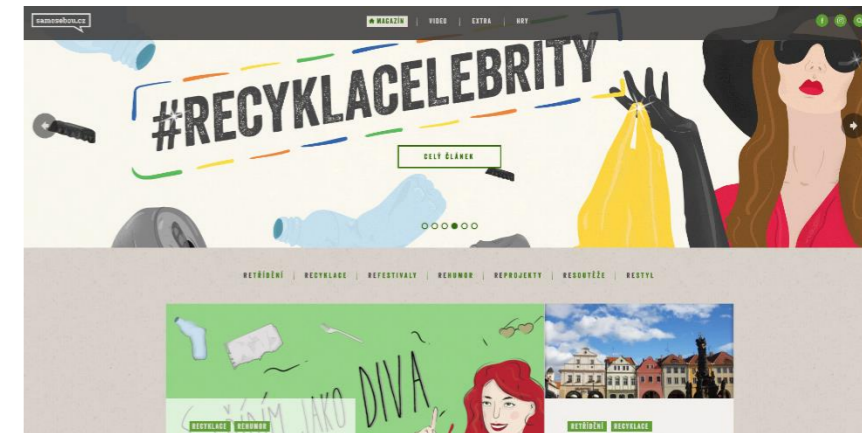 samosebou.cz
MAGAZÍN | VIDEO | EXTRA | HRY
#RECYKLACELEBRITY
CELÝ ČLÁNEK
RETŘÍDĚNÍ | RECYKLACE | REFESTIVALY | REHUMOR | REPROJEKTY | RESOUTĚŽE | RESTYL
JAKO DIVA
RECYKLACE REHUMOR
RETŘÍDĚNÍ RECYKLACE